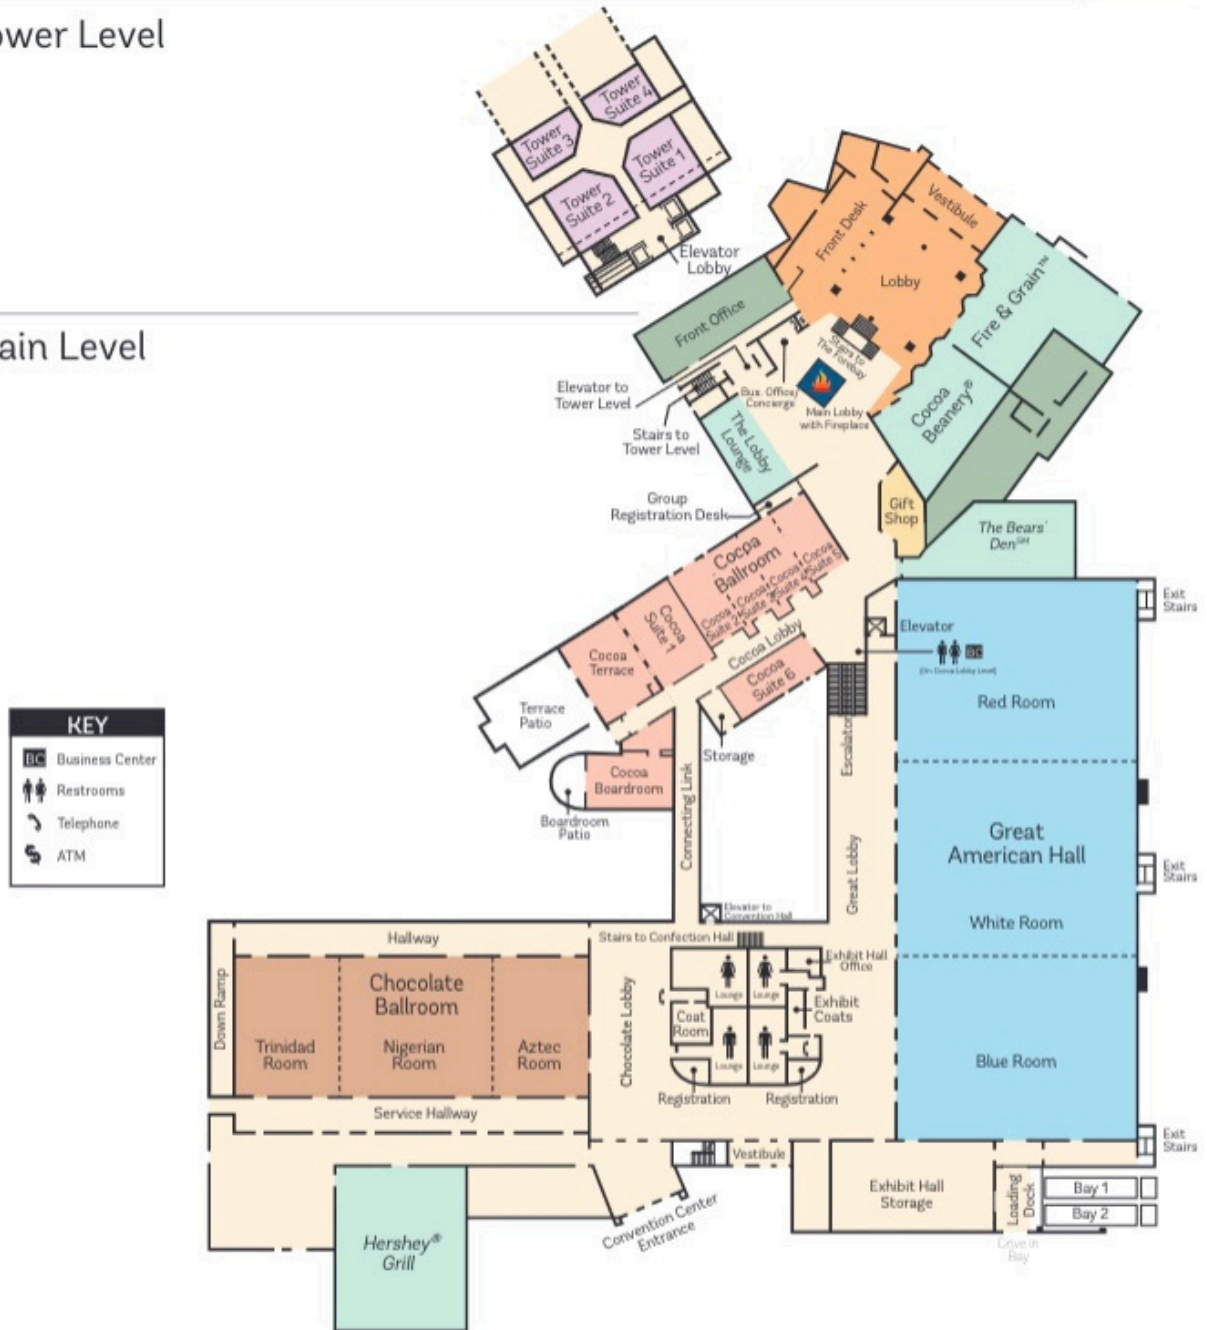 ower Level
Tower
Suite 4
Tower
Suite 3
Tower
Suite 1
Tower
Suite 2
Elevator
Lobby
ain Level
Vestibule
Front Desk
Lobby
Fire & Grain™
Front Office
Stairs to
The Forebay
Elevator to
Tower Level
Bus. Office/
Concierge
Main Lobby
with Fireplace
Cocoa
Beanery®
Stairs to
Tower Level
The Lobby
Lounge
Group
Registration Desk
Gift
Shop
The Bears'
Den℠
Cocoa
Ballroom
Cocoa
Suite 2
Cocoa
Suite 3
Cocoa
Suite 4
Cocoa
Suite 5
Cocoa
Suite 1
Cocoa
Terrace
Cocoa Lobby
Cocoa
Suite 6
Terrace
Patio
Storage
Cocoa
Boardroom
Boardroom
Patio
Connecting Link
Elevator
BC
(On Cocoa Lobby Level)
Exit
Stairs
Red Room
Escalator
Great
American Hall
Great Lobby
Exit
Stairs
White Room
Blue Room
Exit
Stairs
KEY
BC Business Center
Restrooms
Telephone
ATM
Elevator to
Convention Hall
Hallway
Stairs to Confection Hall
Exhibit Hall
Office
Down Ramp
Chocolate
Ballroom
Trinidad
Room
Nigerian
Room
Aztec
Room
Chocolate Lobby
Lounge
Lounge
Coat
Room
Exhibit
Coats
Lounge
Lounge
Registration
Registration
Service Hallway
Vestibule
Convention Center
Entrance
Exhibit Hall
Storage
Loading
Dock
Bay 1
Bay 2
Drive in
Bay
Hershey®
Grill